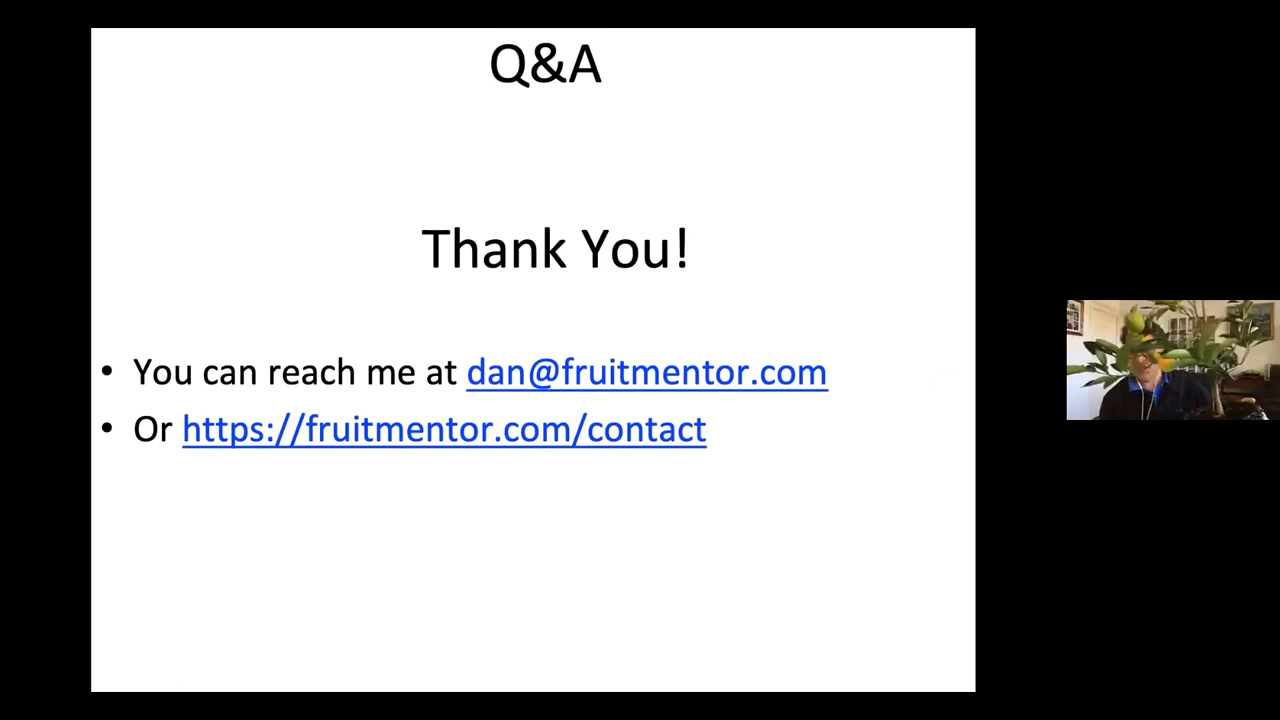 Q&A
Thank You!
• You can reach me at dan@fruitmentor.com
• Or https://fruitmentor.com/contact